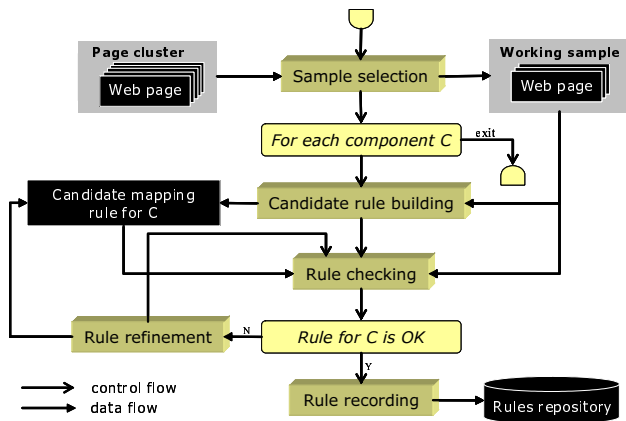 Page cluster
Web page
Sample selection
Working sample
Web page
For each component C
exit
Candidate mapping
rule for C
Candidate rule building
Rule checking
Rule refinement
N
Rule for C is OK
Y
control flow
data flow
Rule recording
Rules repository